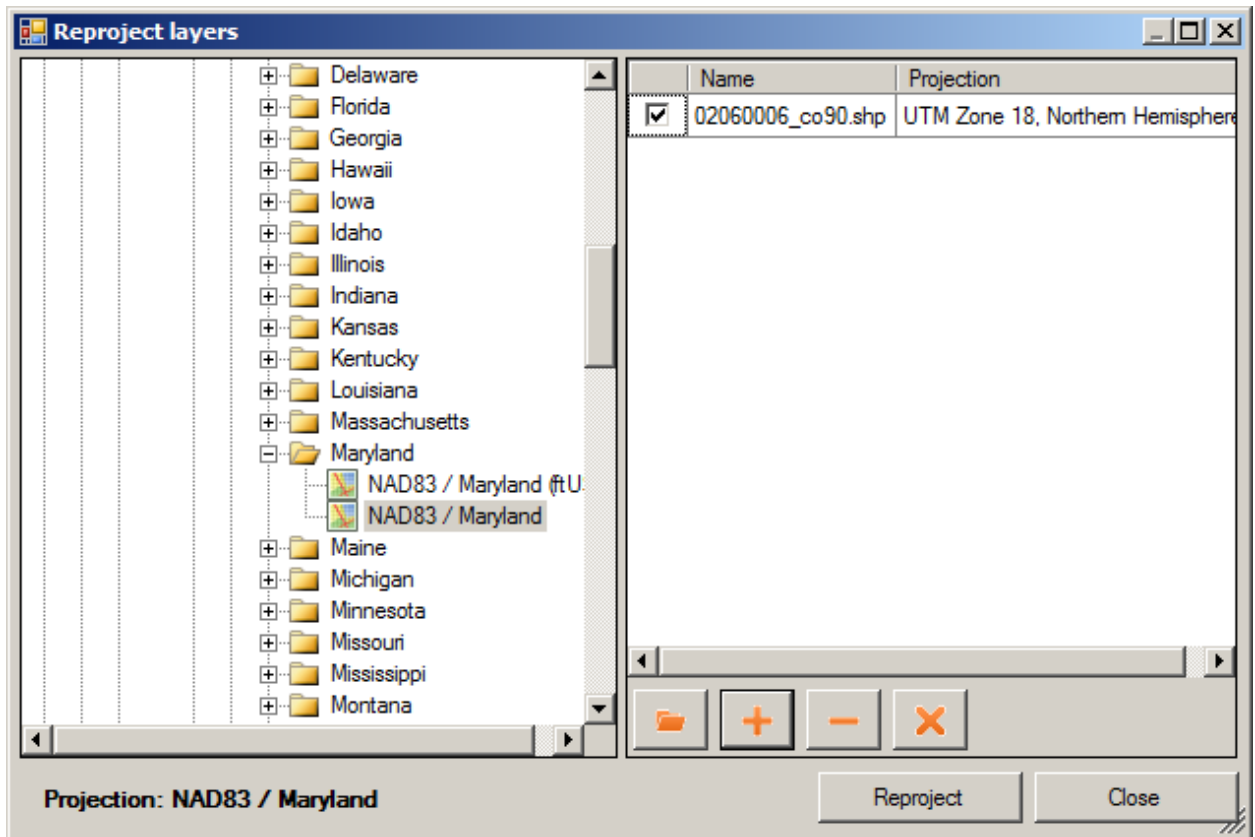 Reproject layers
Delaware
Florida
Georgia
Hawaii
Iowa
Idaho
Illinois
Indiana
Kansas
Kentucky
Louisiana
Massachusetts
Maryland
NAD83 / Maryland (ftU
NAD83 / Maryland
Maine
Michigan
Minnesota
Missouri
Mississippi
Montana
Name Projection
02060006_co90.shp UTM Zone 18, Northern Hemisphere
Projection: NAD83 / Maryland
Reproject Close